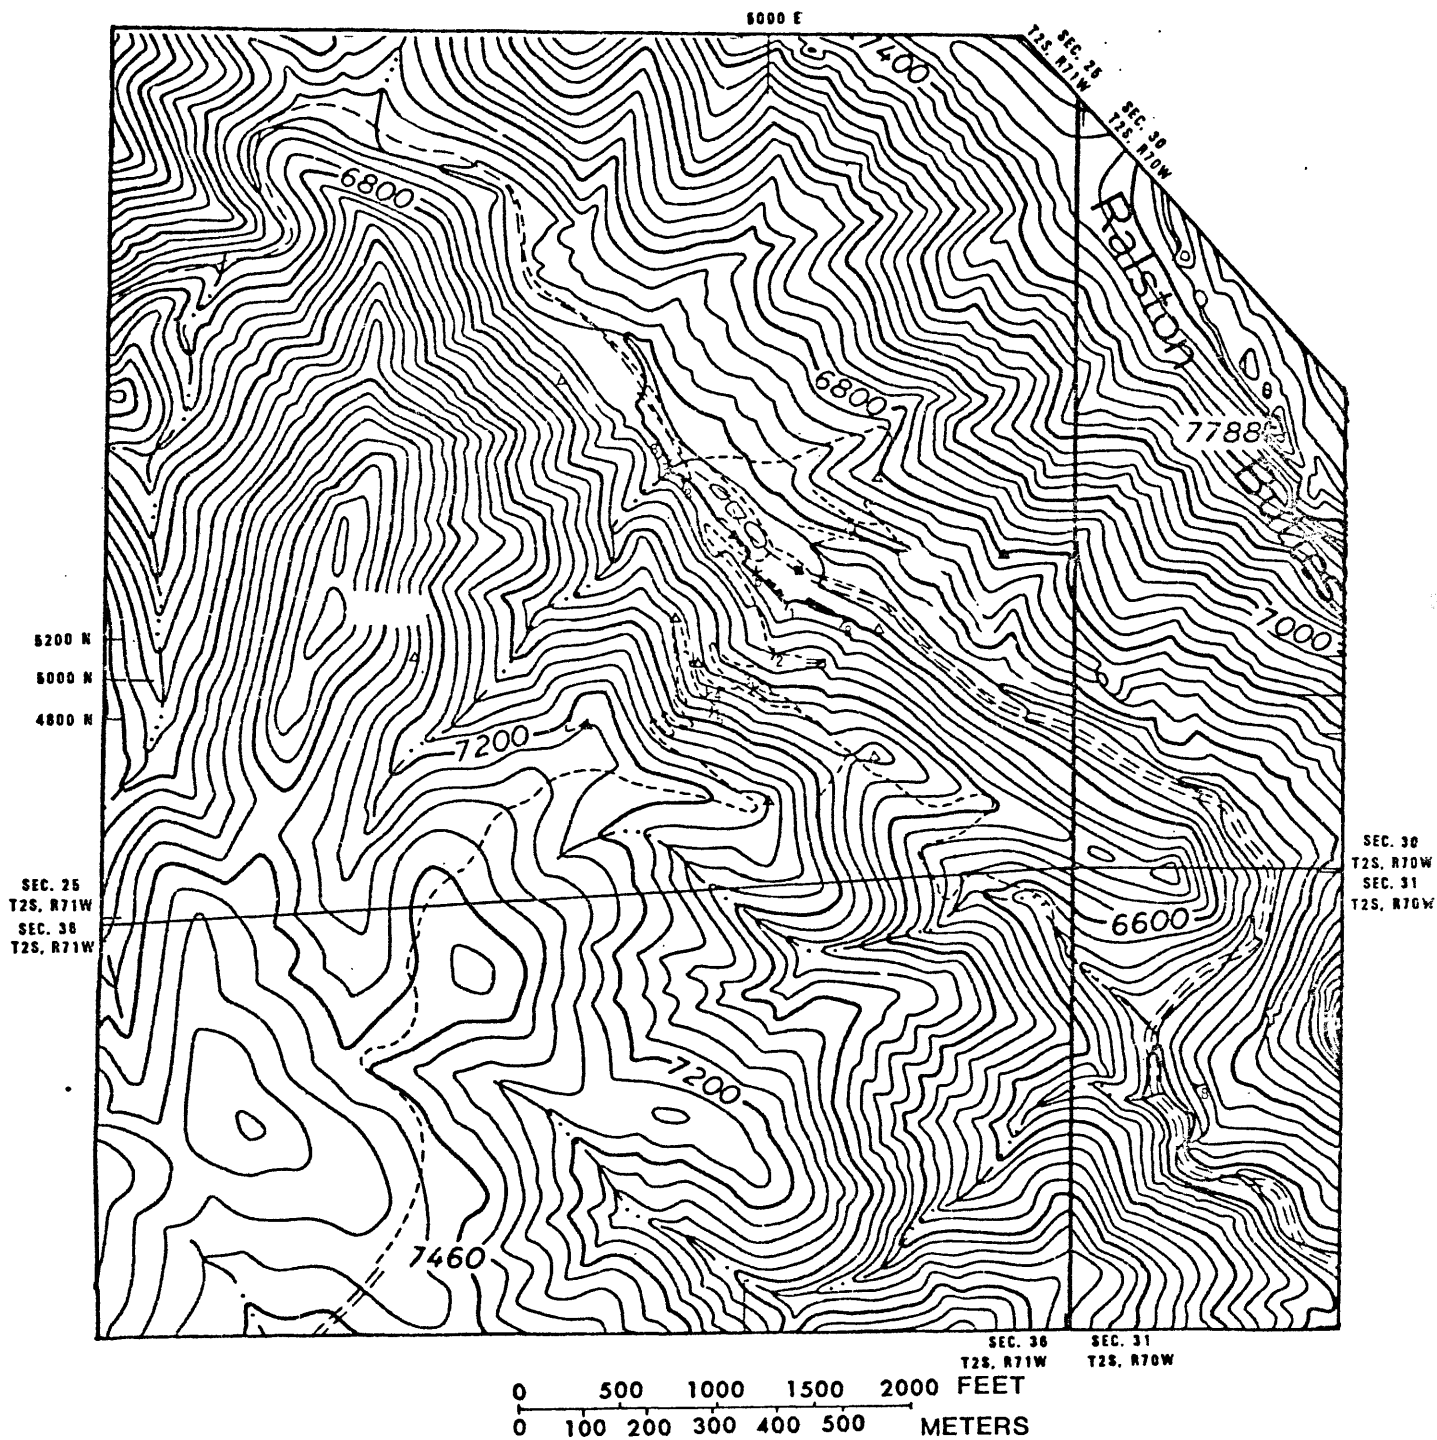 5000 E
SEC. 25
T2S, R71W
SEC. 30
T2S, R70W
7400
6800
Ralston
6800
7788
Buttes
7000
5200 N
5000 N
4800 N
7200
SEC. 30
T2S, R70W
SEC. 31
T2S, R70W
SEC. 25
T2S, R71W
SEC. 36
T2S, R71W
6600
7200
7460
SEC. 36
T2S, R71W
SEC. 31
T2S, R70W
0 500 1000 1500 2000 FEET
0 100 200 300 400 500 METERS